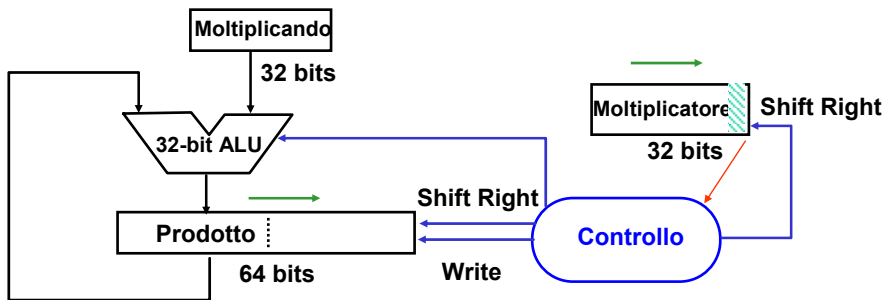 Moltiplicando
32 bits
Moltiplicatore
Shift Right
32-bit ALU
32 bits
Shift Right
Prodotto
Controllo
64 bits
Write